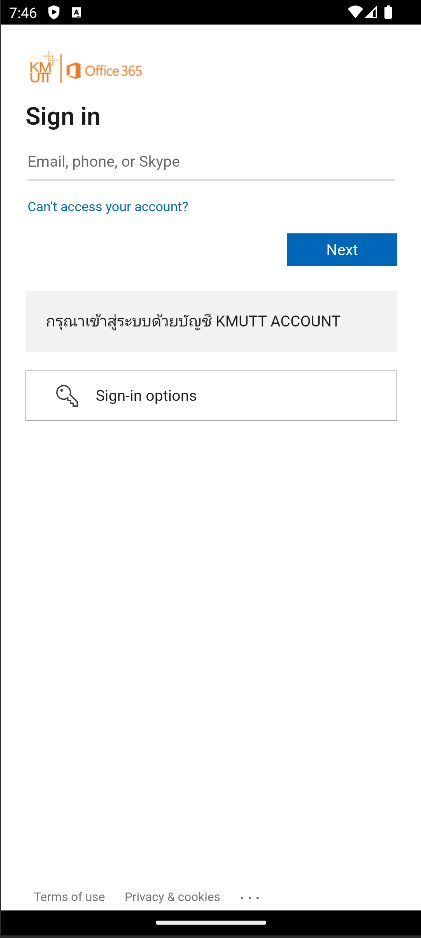 7:46
KMUTT Office 365
Sign in
Email, phone, or Skype
Can't access your account?
Next
กรุณาเข้าสู่ระบบด้วยบัญชี KMUTT ACCOUNT
Sign-in options
Terms of use Privacy & cookies ...